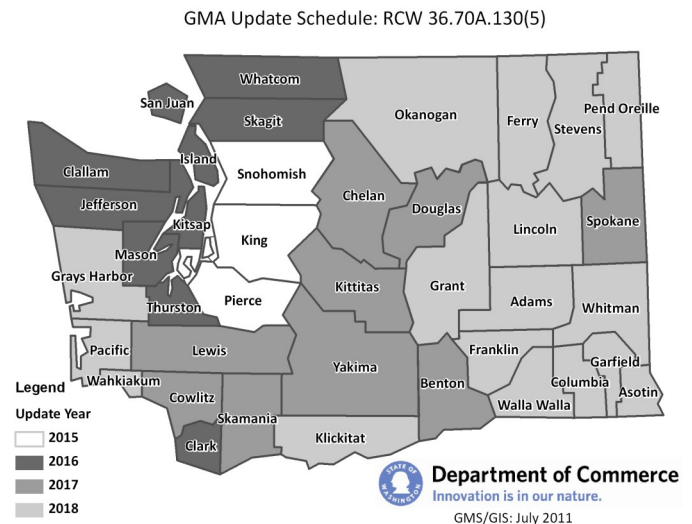 GMA Update Schedule: RCW 36.70A.130(5)
Whatcom
San Juan
Skagit
Okanogan
Ferry
Stevens
Pend Oreille
Island
Snohomish
Clallam
Jefferson
Chelan
Douglas
Kitsap
King
Lincoln
Spokane
Mason
Grays Harbor
Kittitas
Grant
Adams
Whitman
Thurston
Pierce
Pacific
Lewis
Yakima
Franklin
Garfield
Wahkiakum
Cowlitz
Benton
Columbia
Asotin
Skamania
Walla Walla
Clark
Klickitat
Legend
Update Year
2015
2016
2017
2018
STATE OF
WASHINGTON
Department of Commerce
Innovation is in our nature.
GMS/GIS: July 2011